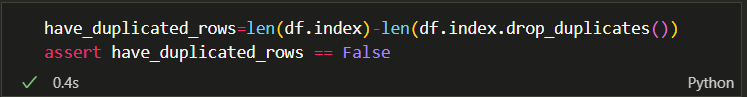 have_duplicated_rows=len(df.index)-len(df.index.drop_duplicates())
assert have_duplicated_rows == False
✓ 0.4s Python